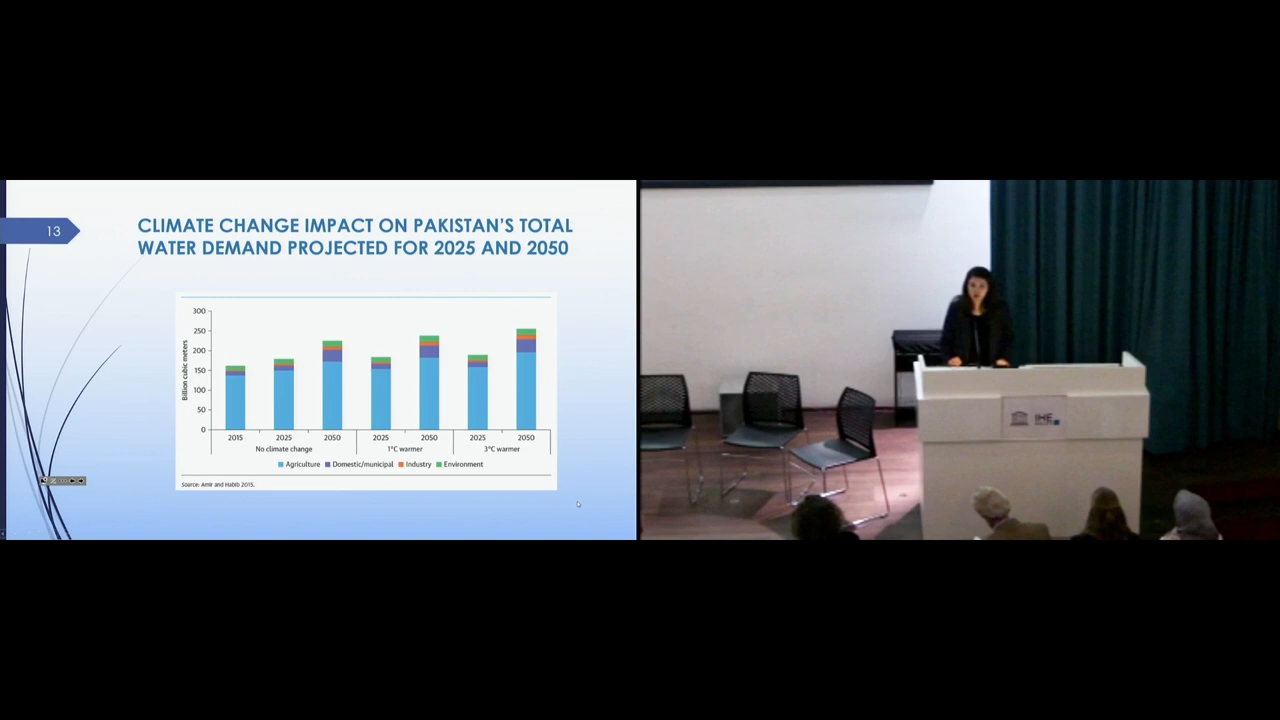 13
CLIMATE CHANGE IMPACT ON PAKISTAN'S TOTAL
WATER DEMAND PROJECTED FOR 2025 AND 2050
Billion cubic meters
300
250
200
150
100
50
0
2015 2025 2050 2025 2050 2025 2050
No climate change 1°C warmer 3°C warmer
Agriculture Domestic/municipal Industry Environment
Source: Amir and Habib 2015.
IHE